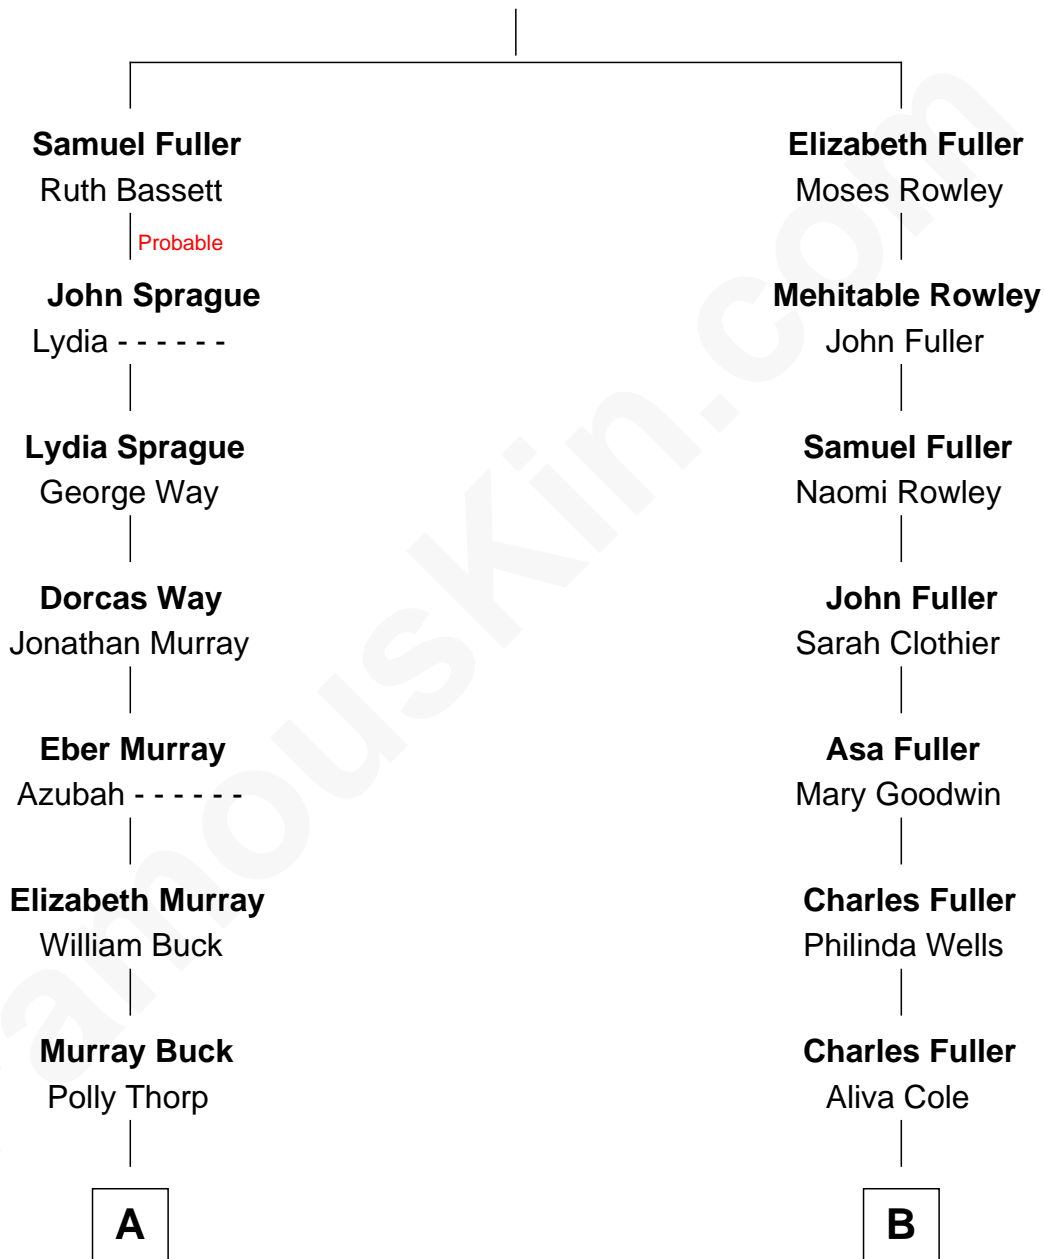 Samuel Fuller
Ruth Bassett
Probable
John Sprague
Lydia - - - - - -
Lydia Sprague
George Way
Dorcas Way
Jonathan Murray
Eber Murray
Azubah - - - - - -
Elizabeth Murray
William Buck
Murray Buck
Polly Thorp
A
Elizabeth Fuller
Moses Rowley
Mehitable Rowley
John Fuller
Samuel Fuller
Naomi Rowley
John Fuller
Sarah Clothier
Asa Fuller
Mary Goodwin
Charles Fuller
Philinda Wells
Charles Fuller
Aliva Cole
B
amousKin.com